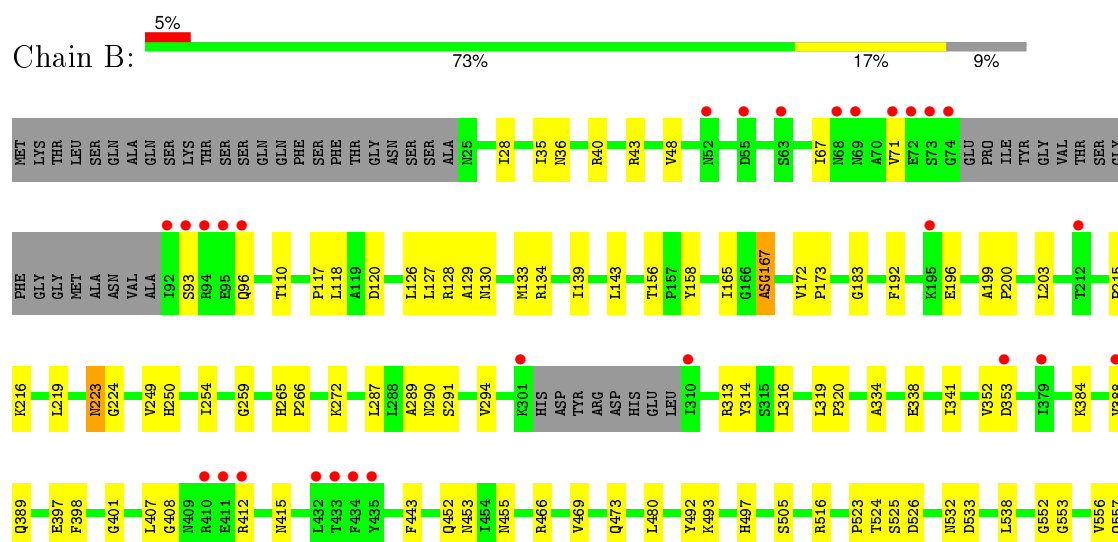 5%
Chain B:
73% 17% 9%
MET LYS THR LEU SER GLN ALA GLN SER LYS THR SER SER GLN GLN PHE SER PHE THR GLY ASN SER SER ALA N25 I28 I35 N36 R40 R43 V48 N52 D55 S63 I67 N68 N69 A70 V71 E72 S73 G74 GLU PRO ILE TYR GLY VAL THR SER GLY
PHE GLY GLY MET ALA ASN VAL ALA I92 S93 R94 E95 Q96 T110 P117 L118 A119 D120 L126 L127 R128 A129 N130 M133 R134 I139 L143 T156 P157 Y158 I165 G166 ASG167 V172 P173 G183 F192 K195 E196 A199 P200 L203 T212 P215
K216 L219 N223 G224 V249 H250 I254 G259 H265 P266 K272 L287 L288 A289 N290 S291 V294 K301 HIS ASP TYR ARG ASP HIS GLU LEU I310 R313 Y314 S315 L316 L319 P320 A334 E338 I341 V352 D353 I379 K384
Q389 E397 F398 G401 L407 G408 N409 R410 E411 R412 N415 L432 T433 F434 Y435 F443 Q452 N453 I454 N455 R466 V469 Q473 L480 Y492 K493 H497 S505 R516 P523 T524 S525 D526 N532 D533 L538 G552 G553 V556